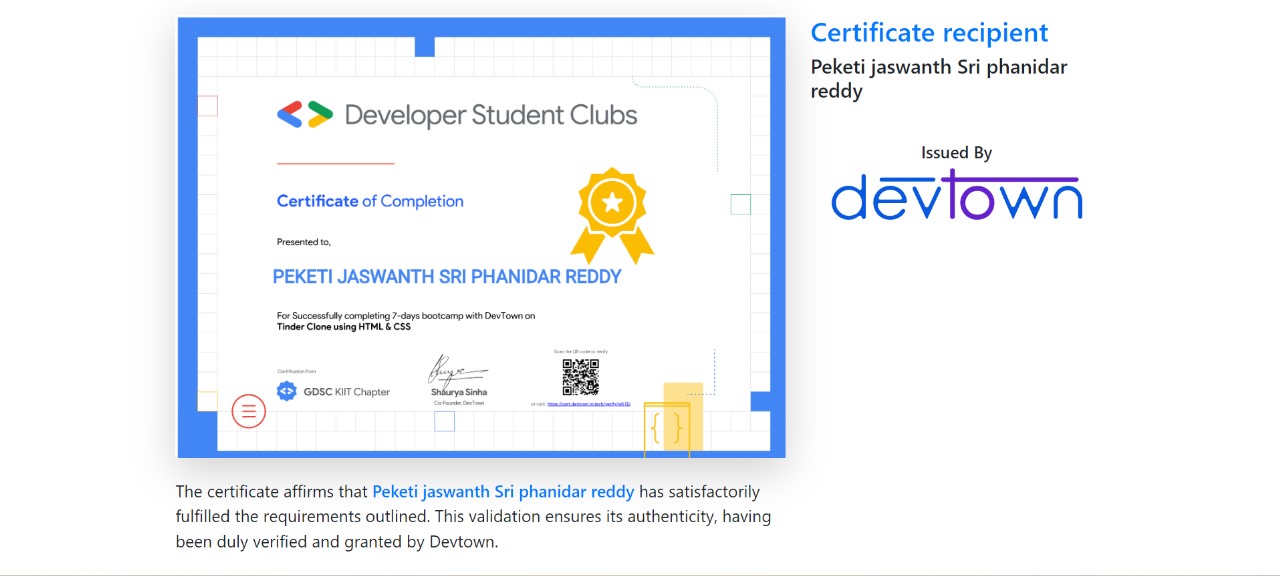 Developer Student Clubs
Certificate of Completion
Presented to,
PEKETI JASWANTH SRI PHANIDAR REDDY
For Successfully completing 7-days bootcamp with DevTown on
Tinder Clone using HTML & CSS
Scan the QR code to verify
Certification from
GDSC KIIT Chapter
Shaurya Sinha
Co-Founder, DevTown
{ }
The certificate affirms that Peketi jaswanth Sri phanidar reddy has satisfactorily
fulfilled the requirements outlined. This validation ensures its authenticity, having
been duly verified and granted by Devtown.
Certificate recipient
Peketi jaswanth Sri phanidar
reddy
Issued By
devtown